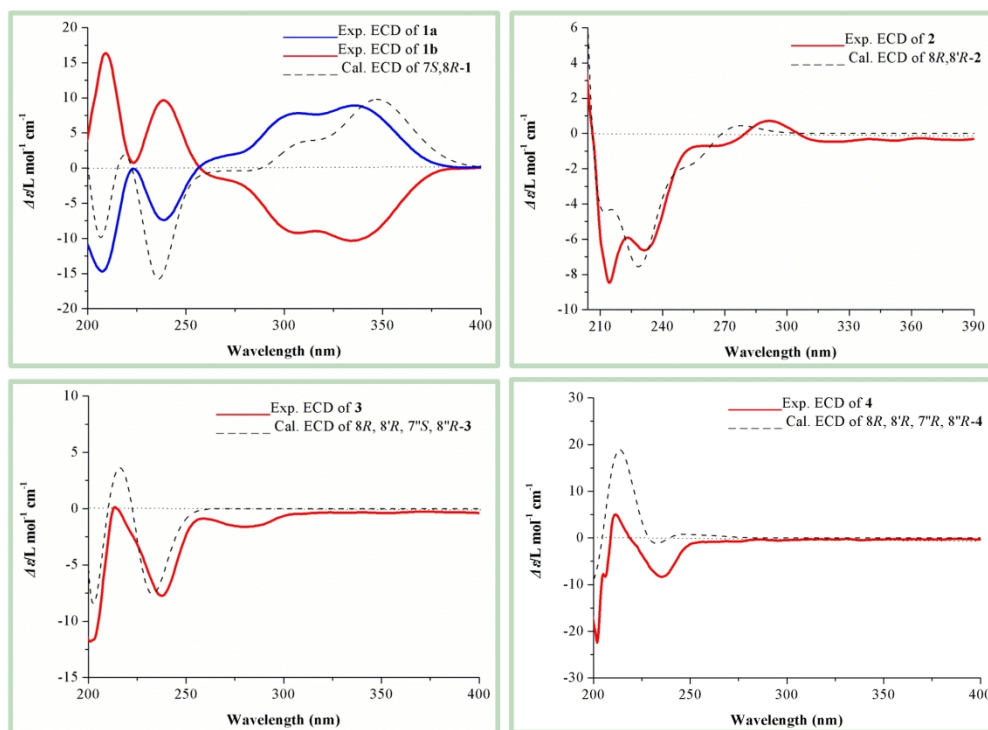 Exp. ECD of 1a
Exp. ECD of 1b
Cal. ECD of 7S,8R-1
Δε/L mol⁻¹ cm⁻¹
20
15
10
5
0
-5
-10
-15
-20
200 250 300 350 400
Wavelength (nm)
Exp. ECD of 2
Cal. ECD of 8R,8'R-2
Δε/L mol⁻¹ cm⁻¹
6
4
2
0
-2
-4
-6
-8
-10
210 240 270 300 330 360 390
Wavelength (nm)
Exp. ECD of 3
Cal. ECD of 8R, 8'R, 7"S, 8"R-3
Δε/L mol⁻¹ cm⁻¹
10
5
0
-5
-10
-15
200 250 300 350 400
Wavelength (nm)
Exp. ECD of 4
Cal. ECD of 8R, 8'R, 7"R, 8"R-4
Δε/L mol⁻¹ cm⁻¹
30
20
10
0
-10
-20
-30
200 250 300 350 400
Wavelength (nm)